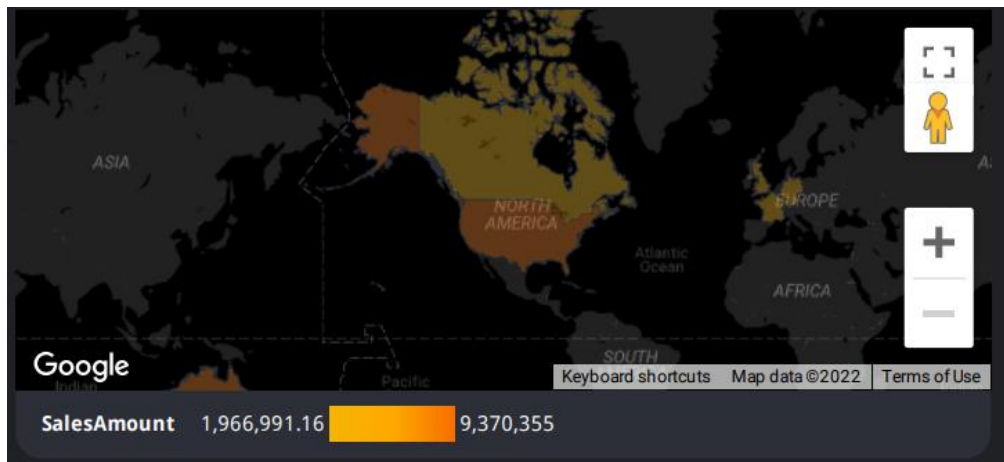 ASIA
NORTH
AMERICA
EUROPE
Atlantic
Ocean
AFRICA
SOUTH
Google
Indian
Pacific
Keyboard shortcuts
Map data ©2022
Terms of Use
SalesAmount 1,966,991.16 9,370,355